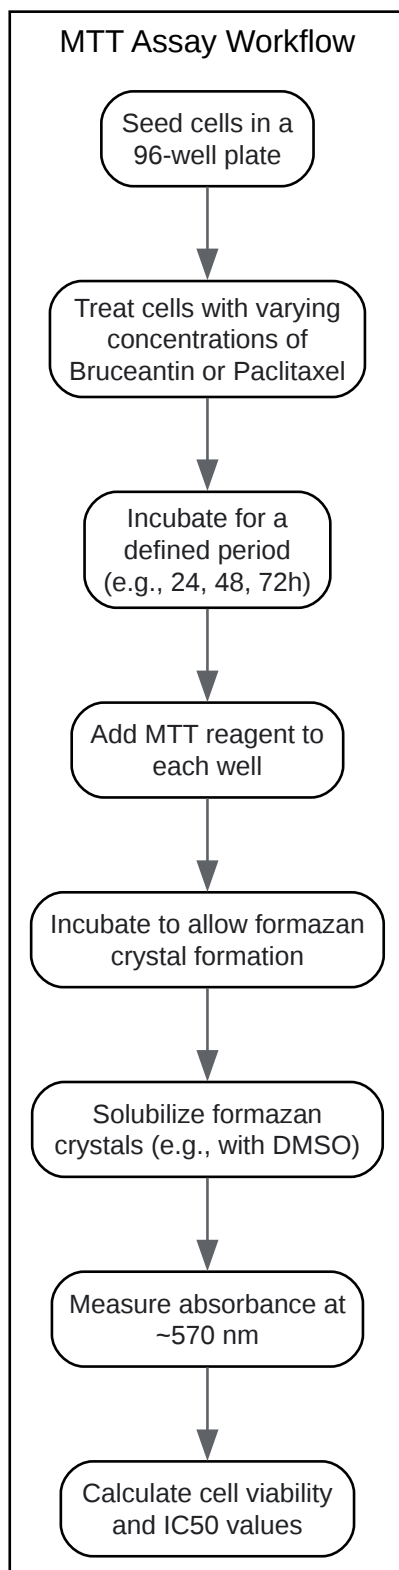 MTT Assay Workflow
Seed cells in a
96-well plate
Treat cells with varying
concentrations of
Bruceantin or Paclitaxel
Incubate for a
defined period
(e.g., 24, 48, 72h)
Add MTT reagent to
each well
Incubate to allow formazan
crystal formation
Solubilize formazan
crystals (e.g., with DMSO)
Measure absorbance at
~570 nm
Calculate cell viability
and IC50 values